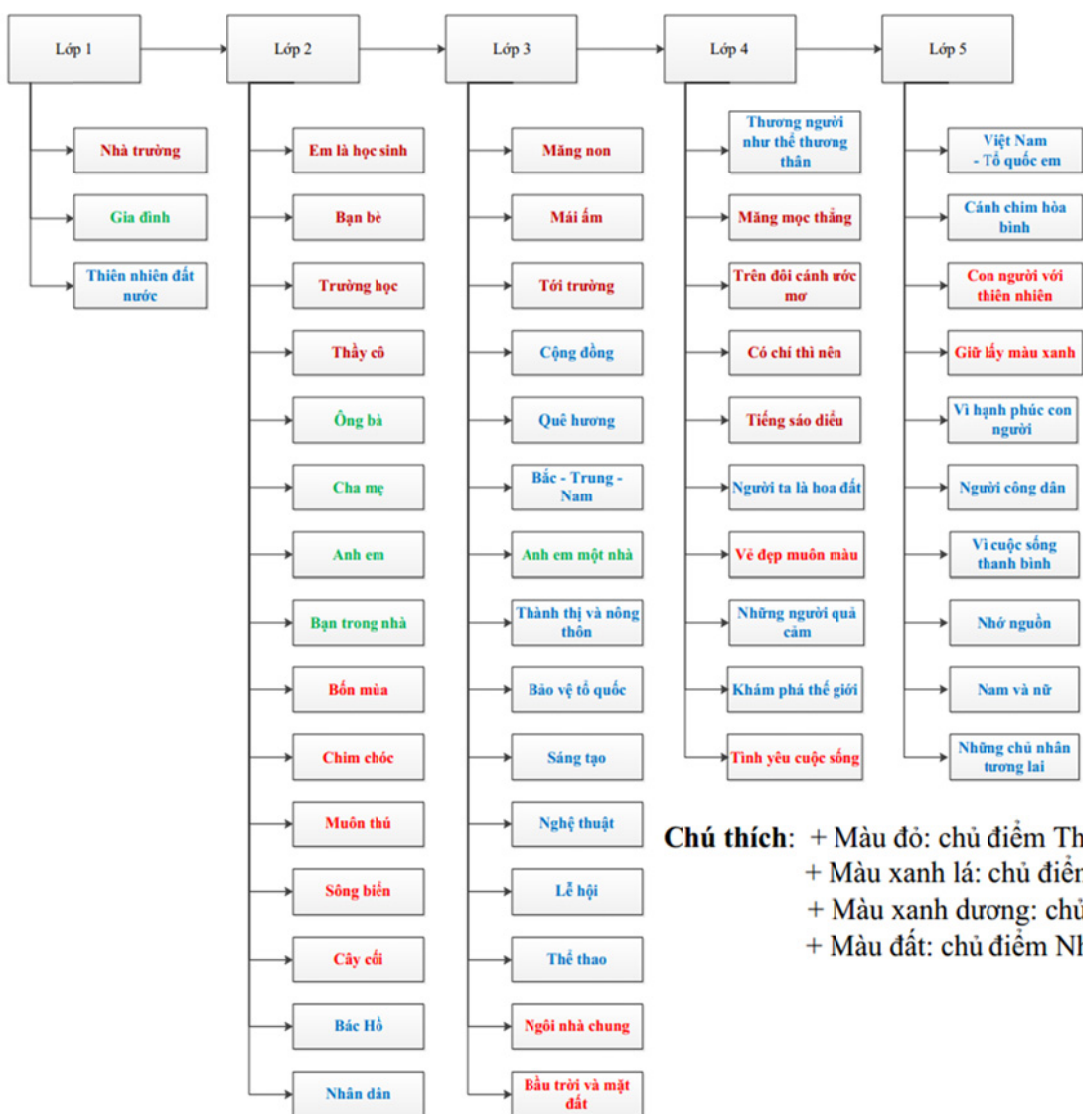 Lớp 1
Lớp 2
Lớp 3
Lớp 4
Lớp 5
Nhà trường
Gia đình
Thiên nhiên đất
nước
Em là học sinh
Bạn bè
Trường học
Thầy cô
Ông bà
Cha mẹ
Anh em
Bạn trong nhà
Bốn mùa
Chim chóc
Muôn thú
Sông biển
Cây cối
Bác Hồ
Nhân dân
Măng non
Mái ấm
Tới trường
Cộng đồng
Quê hương
Bắc - Trung -
Nam
Anh em một nhà
Thành thị và nông
thôn
Bảo vệ tổ quốc
Sáng tạo
Nghệ thuật
Lễ hội
Thể thao
Ngôi nhà chung
Bầu trời và mặt
đất
Thương người
như thể thương
thân
Măng mọc thẳng
Trên đôi cánh ước
mơ
Có chí thì nên
Tiếng sáo diều
Người ta là hoa đất
Vẻ đẹp muôn màu
Những người quả
cảm
Khám phá thế giới
Tình yêu cuộc sống
Việt Nam
- Tổ quốc em
Cánh chim hòa
bình
Con người với
thiên nhiên
Giữ lấy màu xanh
Vì hạnh phúc con
người
Người công dân
Vì cuộc sống
thanh bình
Nhớ nguồn
Nam và nữ
Những chủ nhân
tương lai
Chú thích: + Màu đỏ: chủ điểm Th
+ Màu xanh lá: chủ điểm
+ Màu xanh dương: chủ
+ Màu đất: chủ điểm Nh